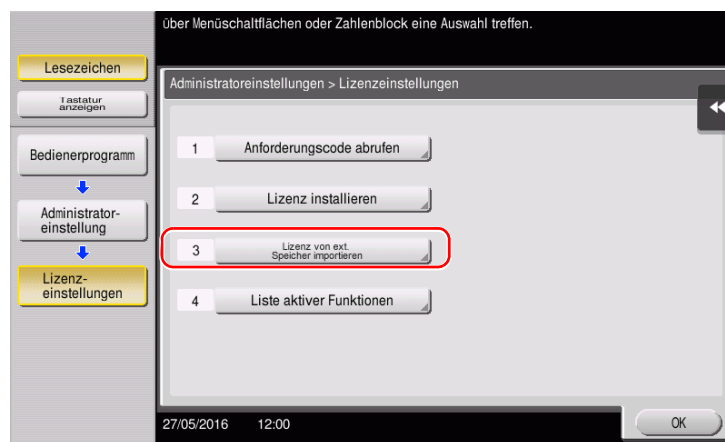 über Menüschaltflächen oder Zahlenblock eine Auswahl treffen.
Lesezeichen
Tastatur
anzeigen
Bedienerprogramm
Administrator-
einstellung
Lizenz-
einstellungen
Administratoreinstellungen > Lizenzeinstellungen
1 Anforderungscode abrufen
2 Lizenz installieren
3 Lizenz von ext.
Speicher importieren
4 Liste aktiver Funktionen
27/05/2016 12:00
OK